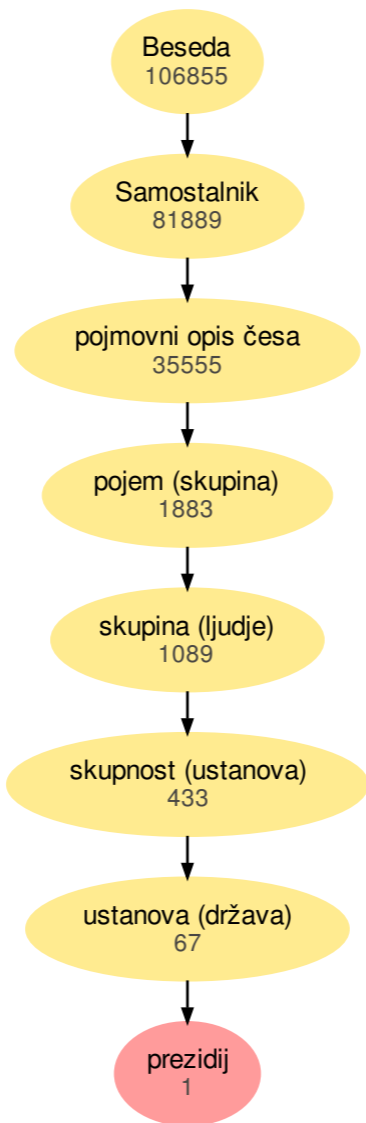 Beseda
106855
Samostalnik
81889
pojmovni opis česa
35555
pojem (skupina)
1883
skupina (ljudje)
1089
skupnost (ustanova)
433
ustanova (država)
67
prezidij
1